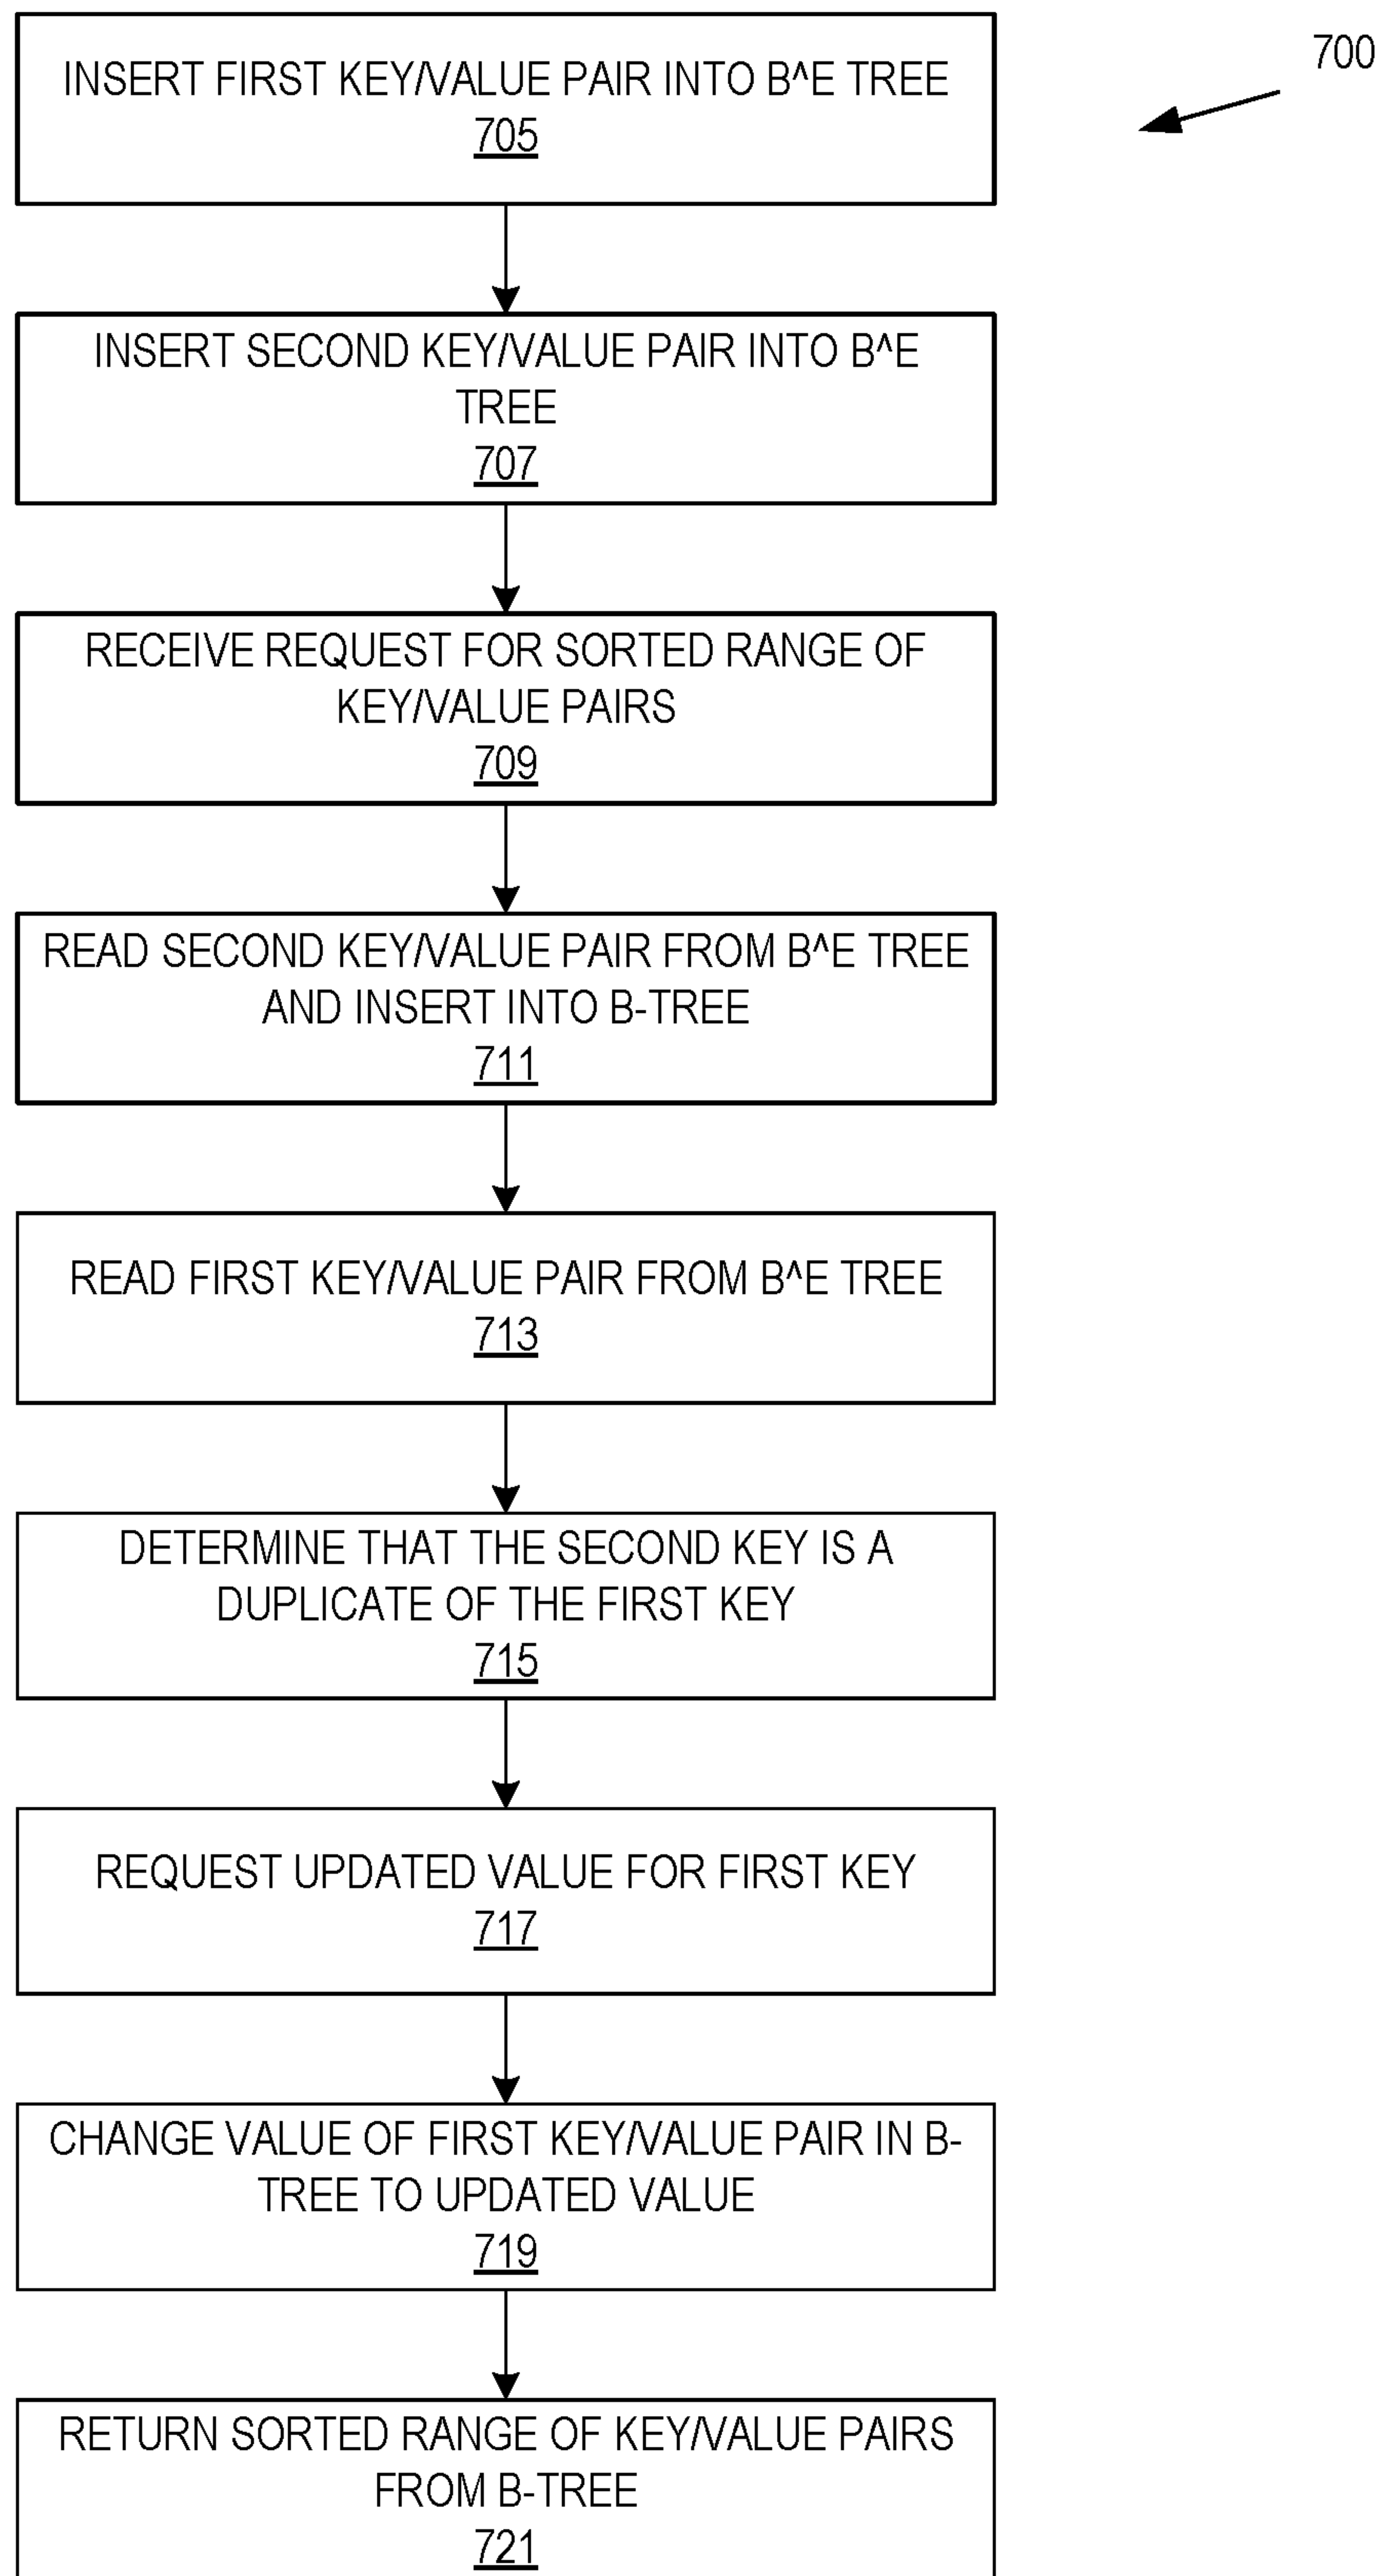 700
INSERT FIRST KEY/VALUE PAIR INTO B^E TREE
705
INSERT SECOND KEY/VALUE PAIR INTO B^E
TREE
707
RECEIVE REQUEST FOR SORTED RANGE OF
KEY/VALUE PAIRS
709
READ SECOND KEY/VALUE PAIR FROM B^E TREE
AND INSERT INTO B-TREE
711
READ FIRST KEY/VALUE PAIR FROM B^E TREE
713
DETERMINE THAT THE SECOND KEY IS A
DUPLICATE OF THE FIRST KEY
715
REQUEST UPDATED VALUE FOR FIRST KEY
717
CHANGE VALUE OF FIRST KEY/VALUE PAIR IN B-
TREE TO UPDATED VALUE
719
RETURN SORTED RANGE OF KEY/VALUE PAIRS
FROM B-TREE
721